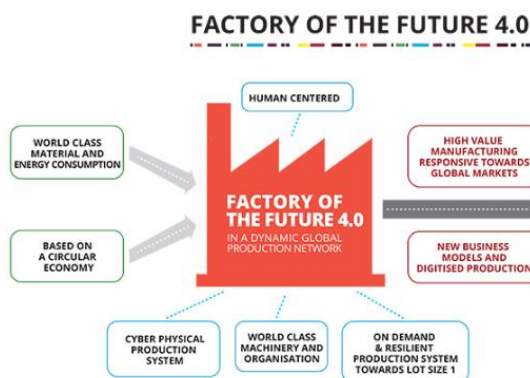 FACTORY OF THE FUTURE 4.0
HUMAN CENTERED
WORLD CLASS
MATERIAL AND
ENERGY CONSUMPTION
HIGH VALUE
MANUFACTURING
RESPONSIVE TOWARDS
GLOBAL MARKETS
FACTORY OF
THE FUTURE 4.0
IN A DYNAMIC GLOBAL
PRODUCTION NETWORK
BASED ON
A CIRCULAR
ECONOMY
NEW BUSINESS
MODELS AND
DIGITISED PRODUCTION
CYBER PHYSICAL
PRODUCTION
SYSTEM
WORLD CLASS
MACHINERY AND
ORGANISATION
ON DEMAND
& RESILIENT
PRODUCTION SYSTEM
TOWARDS LOT SIZE 1